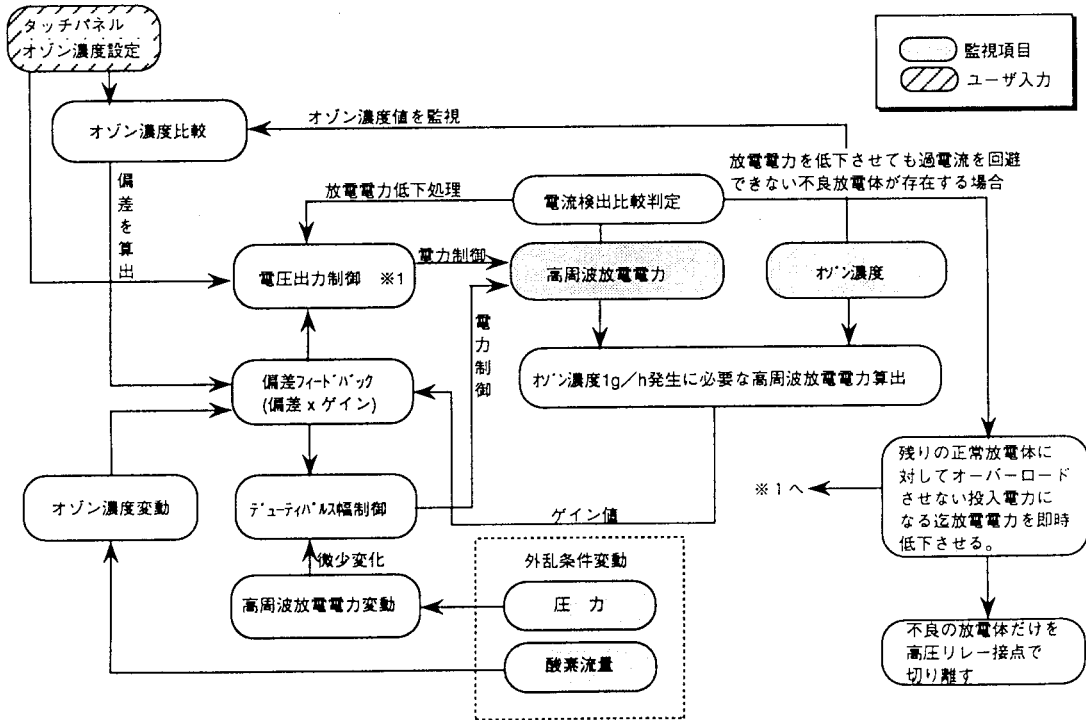 タッチパネル
オゾン濃度設定
監視項目
ユーザ入力
オゾン濃度比較
オゾン濃度値を監視
偏差を算出
放電電力低下処理
電流検出比較判定
放電電力を低下させても過電流を回避
できない不良放電体が存在する場合
電圧出力制御 ※1
電力制御
高周波放電電力
オゾン濃度
電力制御
偏差フィードバック
(偏差 x ゲイン)
オゾン濃度1g/h発生に必要な高周波放電電力算出
オゾン濃度変動
デューティパルス幅制御
ゲイン値
※1へ
残りの正常放電体に
対してオーバーロード
させない投入電力に
なる迄放電電力を即時
低下させる。
微少変化
高周波放電電力変動
外乱条件変動
圧 力
酸素流量
不良の放電体だけを
高圧リレー接点で
切り離す